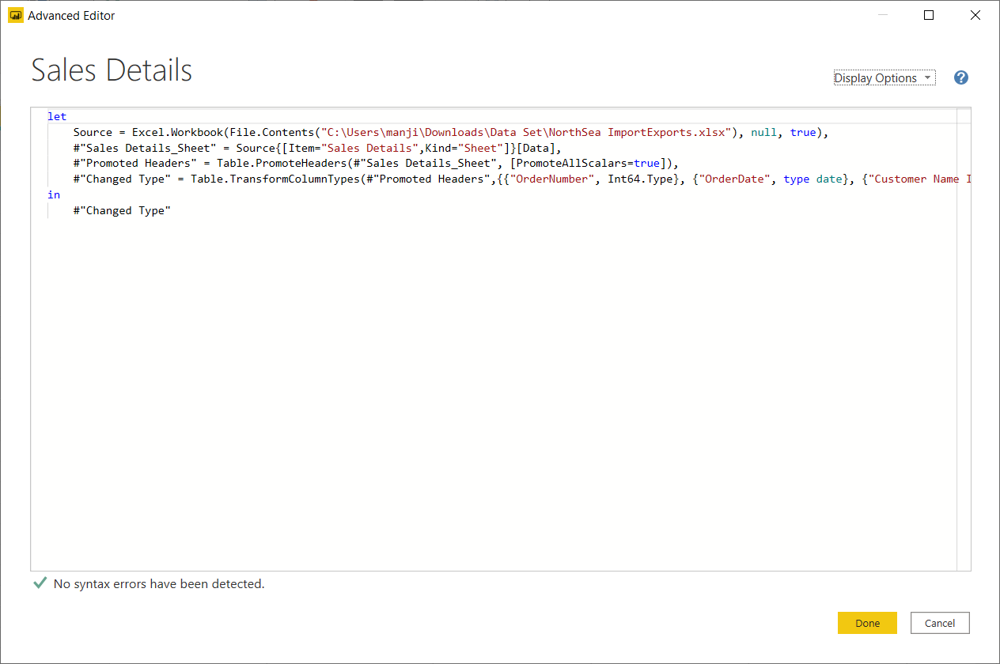 Advanced Editor
Sales Details
Display Options
?
let
Source = Excel.Workbook(File.Contents("C:\Users\manji\Downloads\Data Set\NorthSea ImportExports.xlsx"), null, true),
#"Sales Details_Sheet" = Source{[Item="Sales Details",Kind="Sheet"]}[Data],
#"Promoted Headers" = Table.PromoteHeaders(#"Sales Details_Sheet", [PromoteAllScalars=true]),
#"Changed Type" = Table.TransformColumnTypes(#"Promoted Headers",{{"OrderNumber", Int64.Type}, {"OrderDate", type date}, {"Customer Name I
in
#"Changed Type"
No syntax errors have been detected.
Done
Cancel